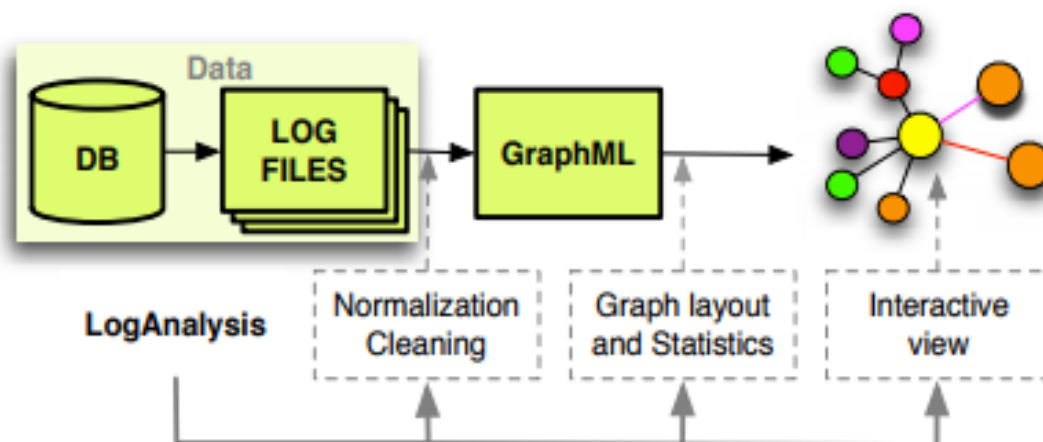 Data
DB
LOG
FILES
GraphML
LogAnalysis
Normalization
Cleaning
Graph layout
and Statistics
Interactive
view